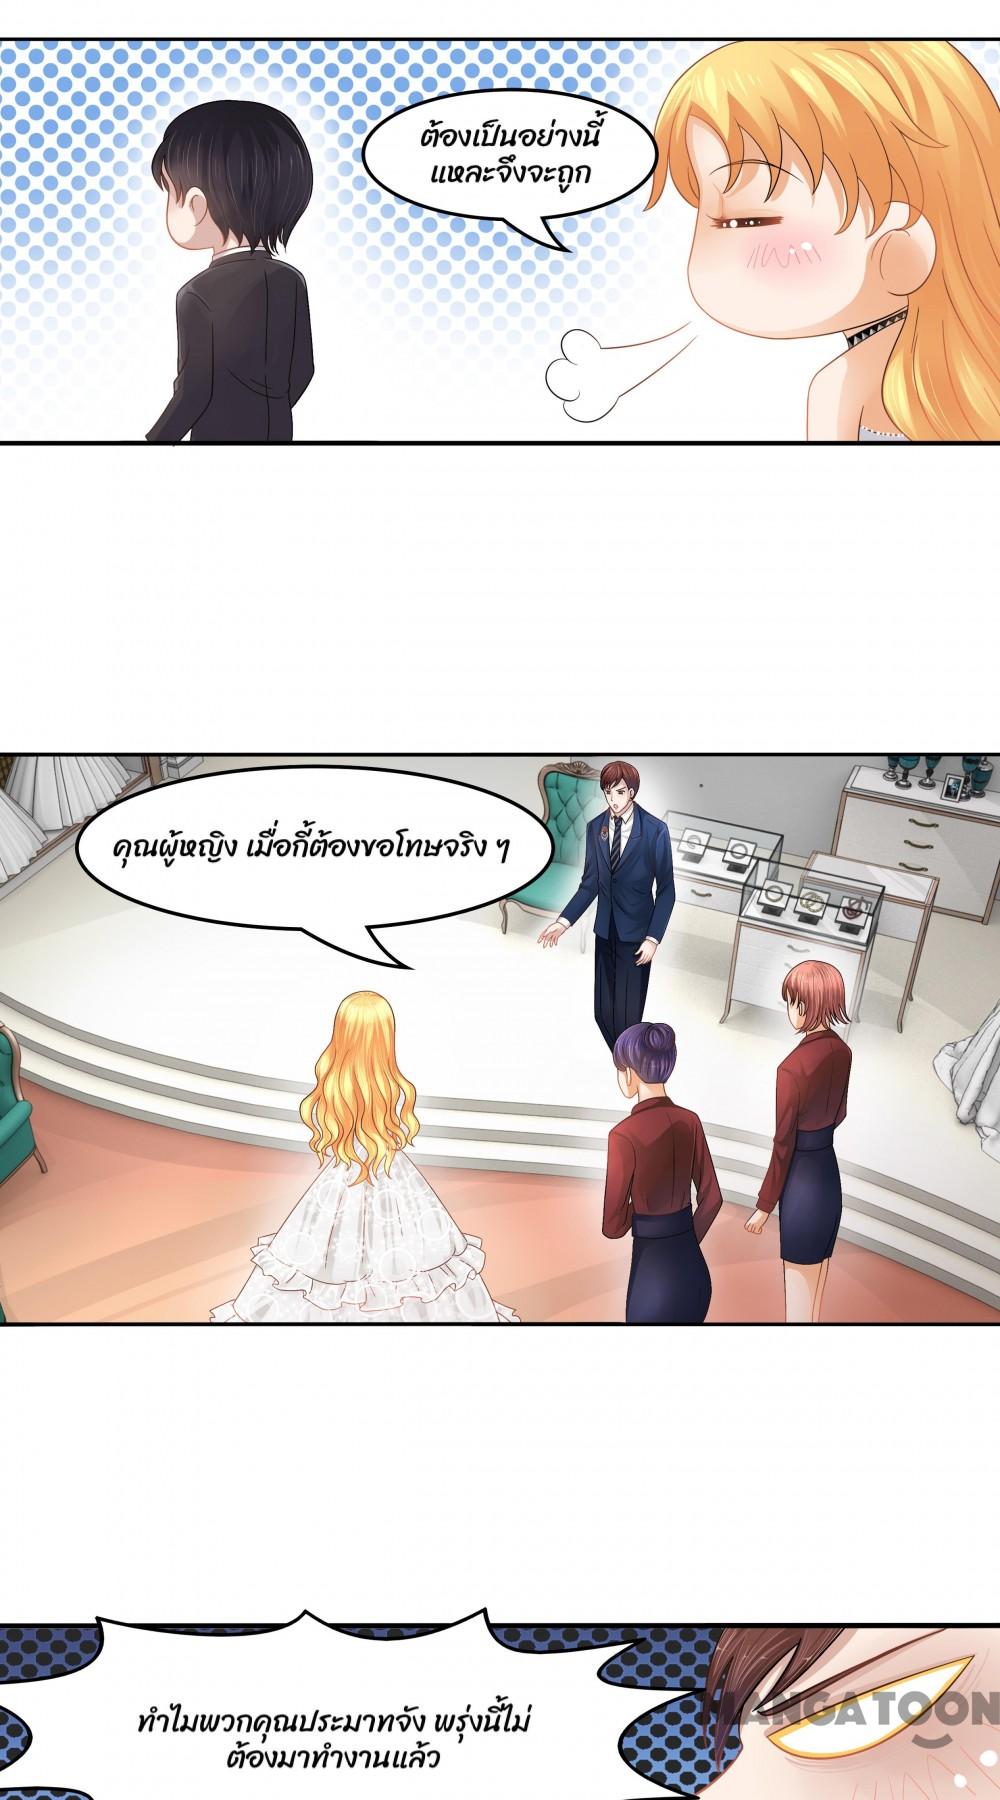 ต้องเป็นอย่างนี้
แหละจึงจะถูก
คุณผู้หญิง เมื่อกี้ต้องขอโทษจริง ๆ
ทำไมพวกคุณประมาทจัง พรุ่งนี้ไม่
ต้องมาทำงานแล้ว
MANGATOON